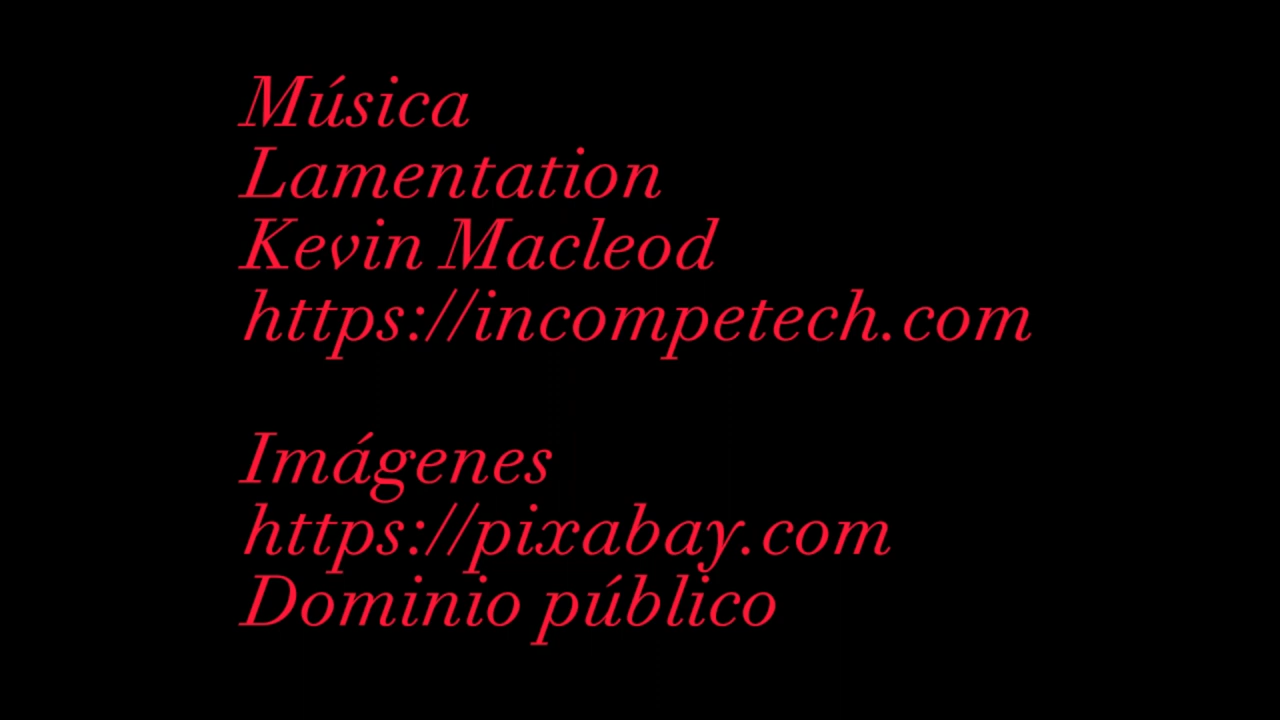 Música
Lamentation
Kevin Macleod
https://incompetech.com
Imágenes
https://pixabay.com
Dominio público